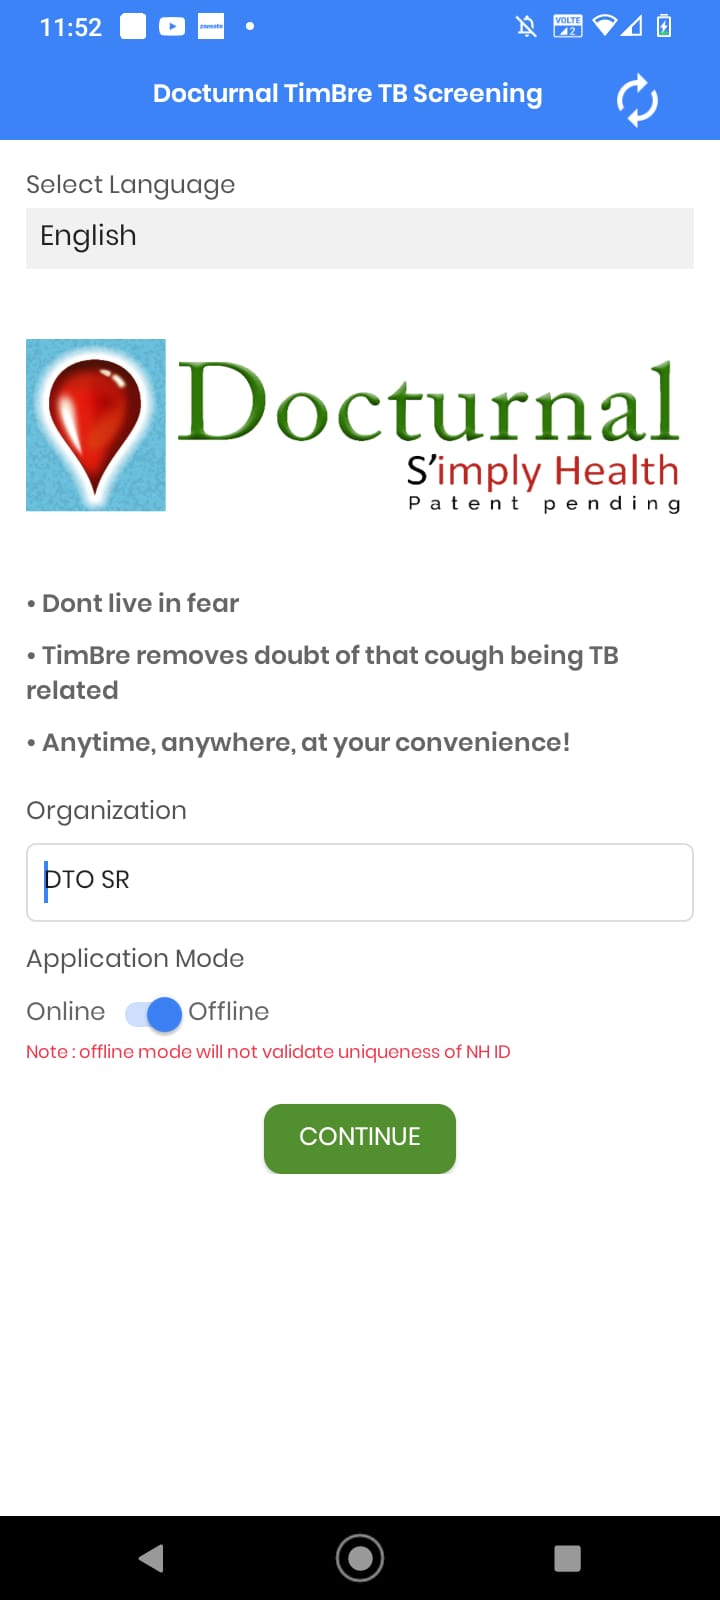 11:52
zomato
VOLTE
2
Docturnal TimBre TB Screening
Select Language
English
Docturnal
S'imply Health
Patent pending
• Dont live in fear
• TimBre removes doubt of that cough being TB
related
• Anytime, anywhere, at your convenience!
Organization
DTO SR
Application Mode
Online Offline
Note : offline mode will not validate uniqueness of NH ID
CONTINUE